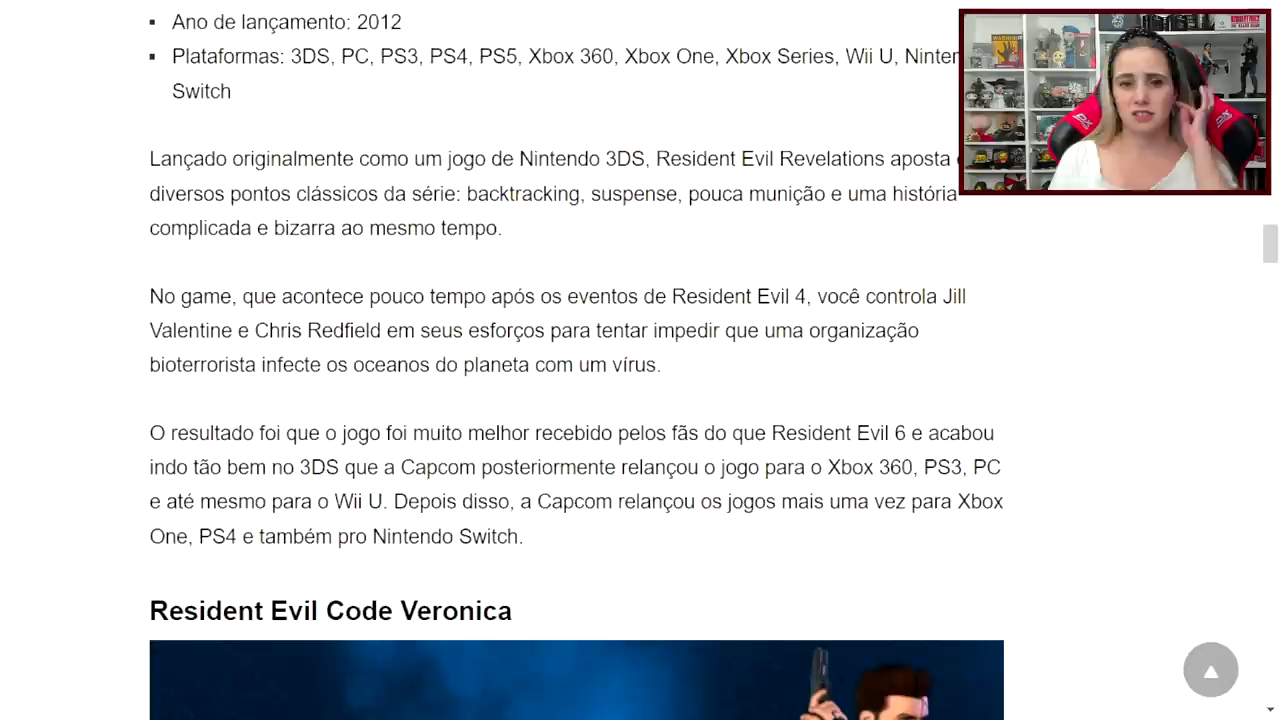 Ano de lançamento: 2012
Plataformas: 3DS, PC, PS3, PS4, PS5, Xbox 360, Xbox One, Xbox Series, Wii U,
Switch
Lançado originalmente como um jogo de Nintendo 3DS, Resident Evil Revelations aposta
diversos pontos clássicos da série: backtracking, suspense, pouca munição e uma história
complicada e bizarra ao mesmo tempo.
No game, que acontece pouco tempo após os eventos de Resident Evil 4, você controla Jill
Valentine e Chris Redfield em seus esforços para tentar impedir que uma organização
bioterrorista infecte os oceanos do planeta com um vírus.
O resultado foi que o jogo foi muito melhor recebido pelos fãs do que Resident Evil 6 e acabou
indo tão bem no 3DS que a Capcom posteriormente relançou o jogo para o Xbox 360, PS3, PC
e até mesmo para o Wii U. Depois disso, a Capcom relançou os jogos mais uma vez para Xbox
One, PS4 e também pro Nintendo Switch.
Resident Evil Code Veronica